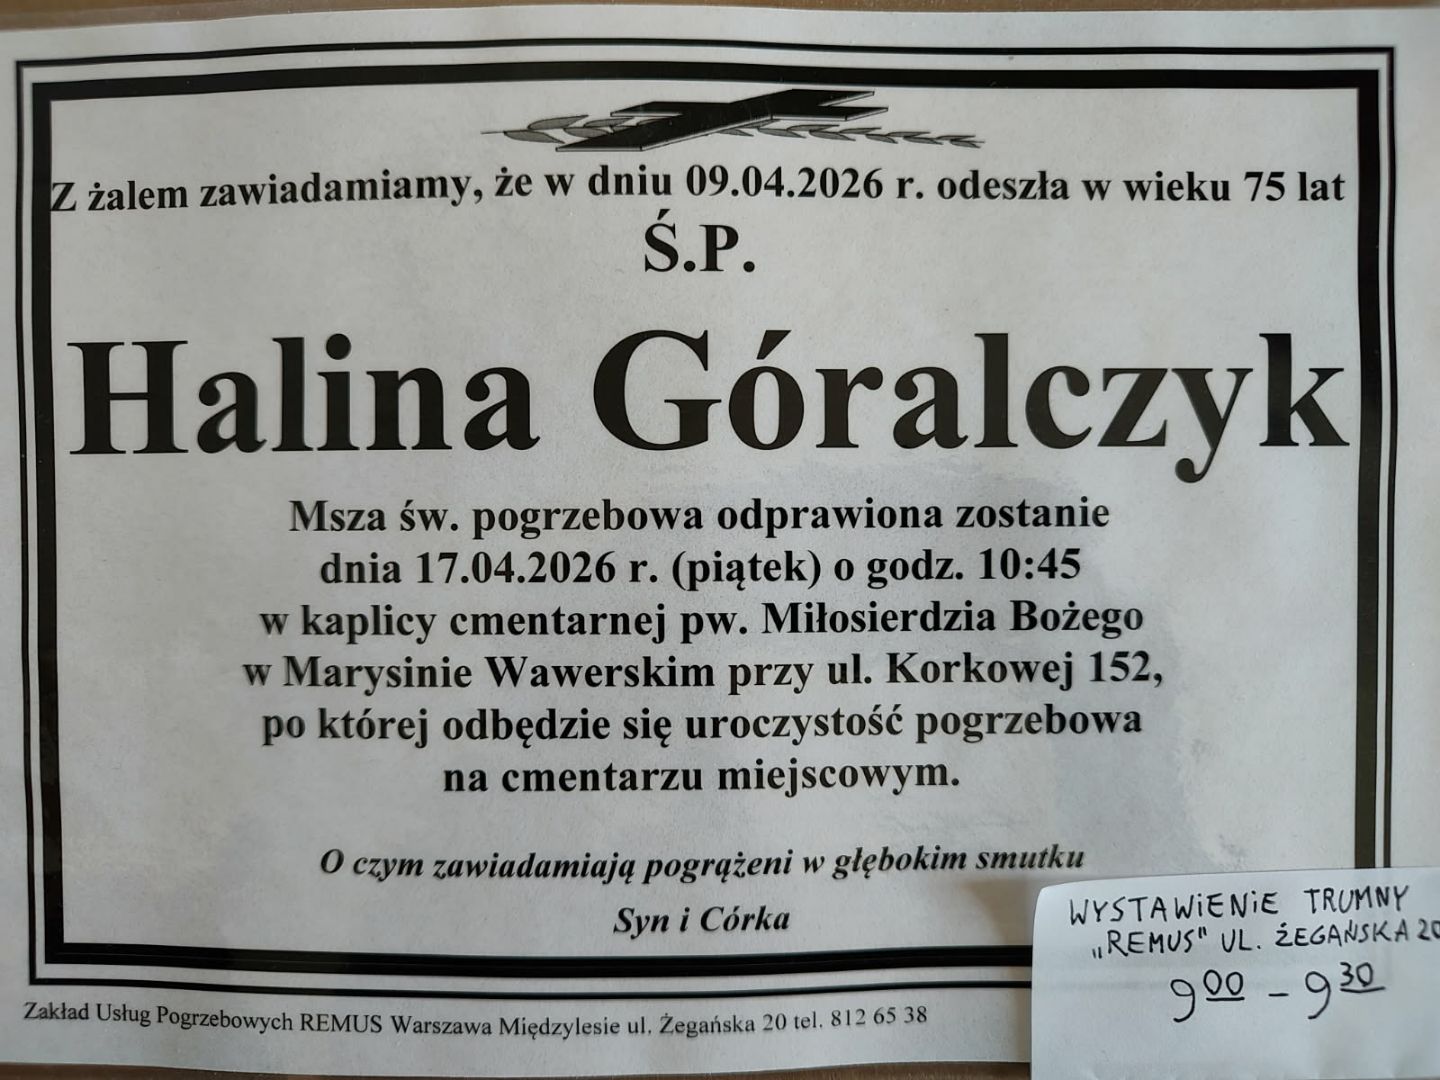 Z żalem zawiadamiamy, że w dniu 09.04.2026 r. odeszła w wieku 75 lat
Ś.P.
Halina Góralczyk
Msza św. pogrzebowa odprawiona zostanie
dnia 17.04.2026 r. (piątek) o godz. 10:45
w kaplicy cmentarnej pw. Miłosierdzia Bożego
w Marysinie Wawerskim przy ul. Korkowej 152,
po której odbędzie się uroczystość pogrzebowa
na cmentarzu miejscowym.
O czym zawiadamiają pogrążeni w głębokim smutku
Syn i Córka
WYSTAWIENIE TRUMNY
„REMUS" UL. ŻEGAŃSKA 20
9⁰⁰ - 9³⁰
Zakład Usług Pogrzebowych REMUS Warszawa Międzylesie ul. Żegańska 20 tel. 812 65 38